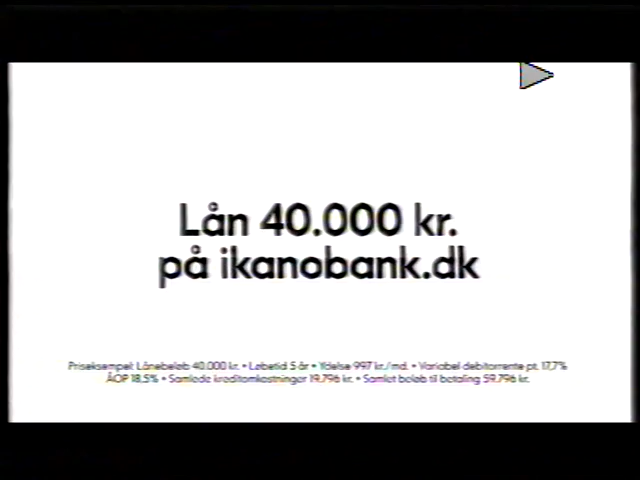 Lån 40.000 kr.
på ikanobank.dk
Priseksempel: Lånebeløb 40.000 kr. • Løbetid 5 år • Ydelse 997 kr./md. • Variabel debitorrente pt. 17,7%
ÅOP 18,5% • Samlede kreditomkostninger 19.796 kr. • Samlet beløb til betaling 59.796 kr.